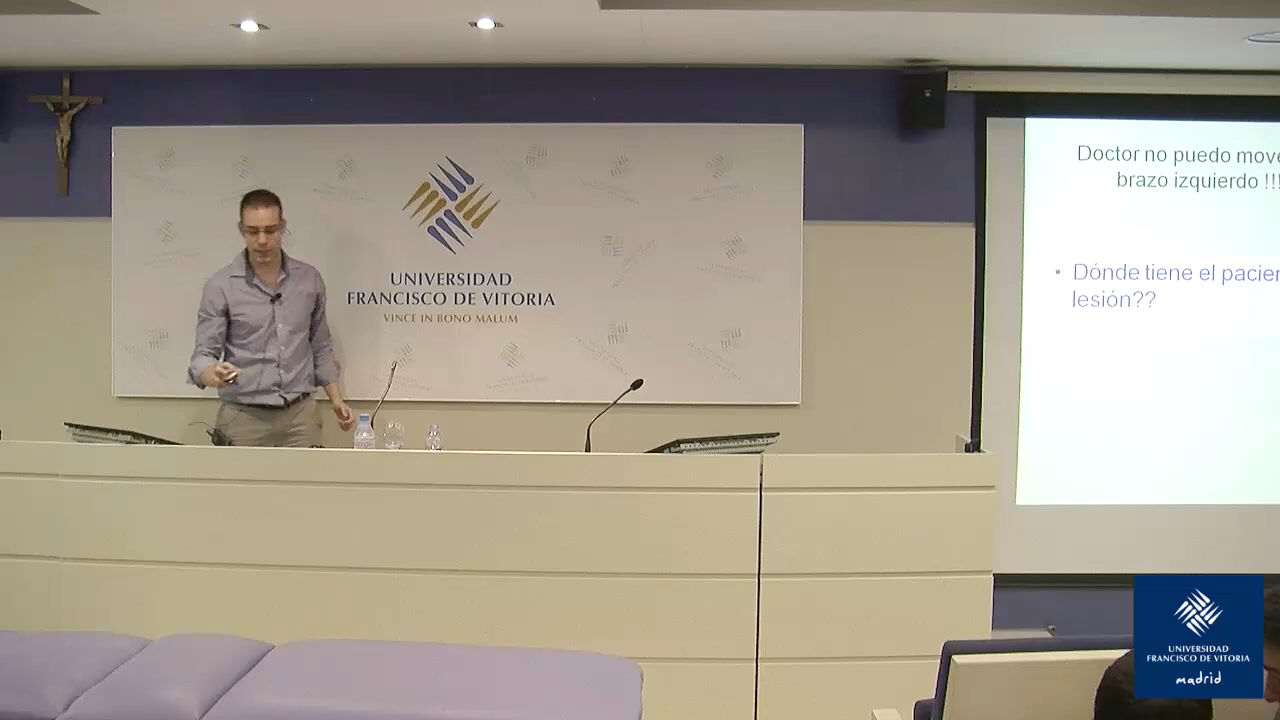 UNIVERSIDAD
FRANCISCO DE VITORIA
VINCE IN BONO MALUM
Doctor no puedo move
brazo izquierdo !!!
• Dónde tiene el pacien
lesión??
UNIVERSIDAD
FRANCISCO DE VITORIA
madrid